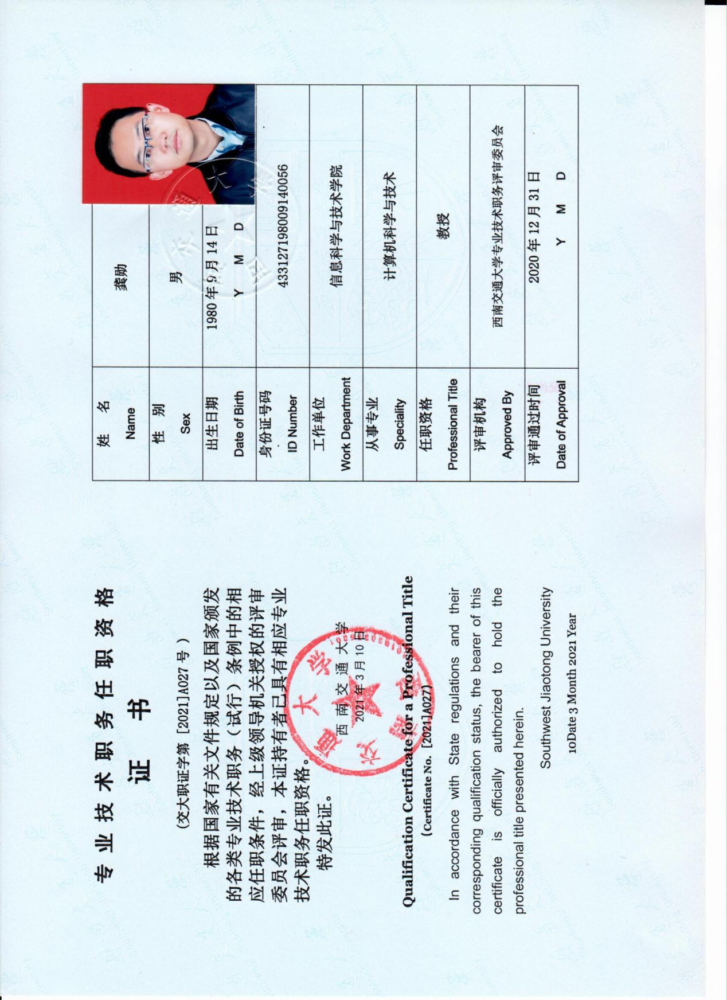 专业技术职务任职资格
证 书
(交大职证字第 [2021]A027 号 )
根据国家有关文件规定以及国家颁发
的各类专业技术职务（试行）条例中的相
应任职条件，经上级领导机关授权的评审
委员会评审，本证持有者已具有相应专业
技术职务任职资格。
特发此证。
西 南 交 通 大 学
2021 年 3 月 10 日
Qualification Certificate for a Professional Title
(Certificate No. [2021]A027)
In accordance with State regulations and their
corresponding qualification status, the bearer of this
certificate is officially authorized to hold the
professional title presented herein.
Southwest Jiaotong University
10Date 3 Month 2021 Year
姓 名 龚勋
Name
性 别 男
Sex
出生日期 1980 年 9 月 14 日
Date of Birth Y M D
身份证号码 433127198009140056
ID Number
工作单位 信息科学与技术学院
Work Department
从事专业 计算机科学与技术
Speciality
任职资格 教授
Professional Title
评审机构 西南交通大学专业技术职务评审委员会
Approved By
评审通过时间 2020 年 12 月 31 日
Date of Approval Y M D